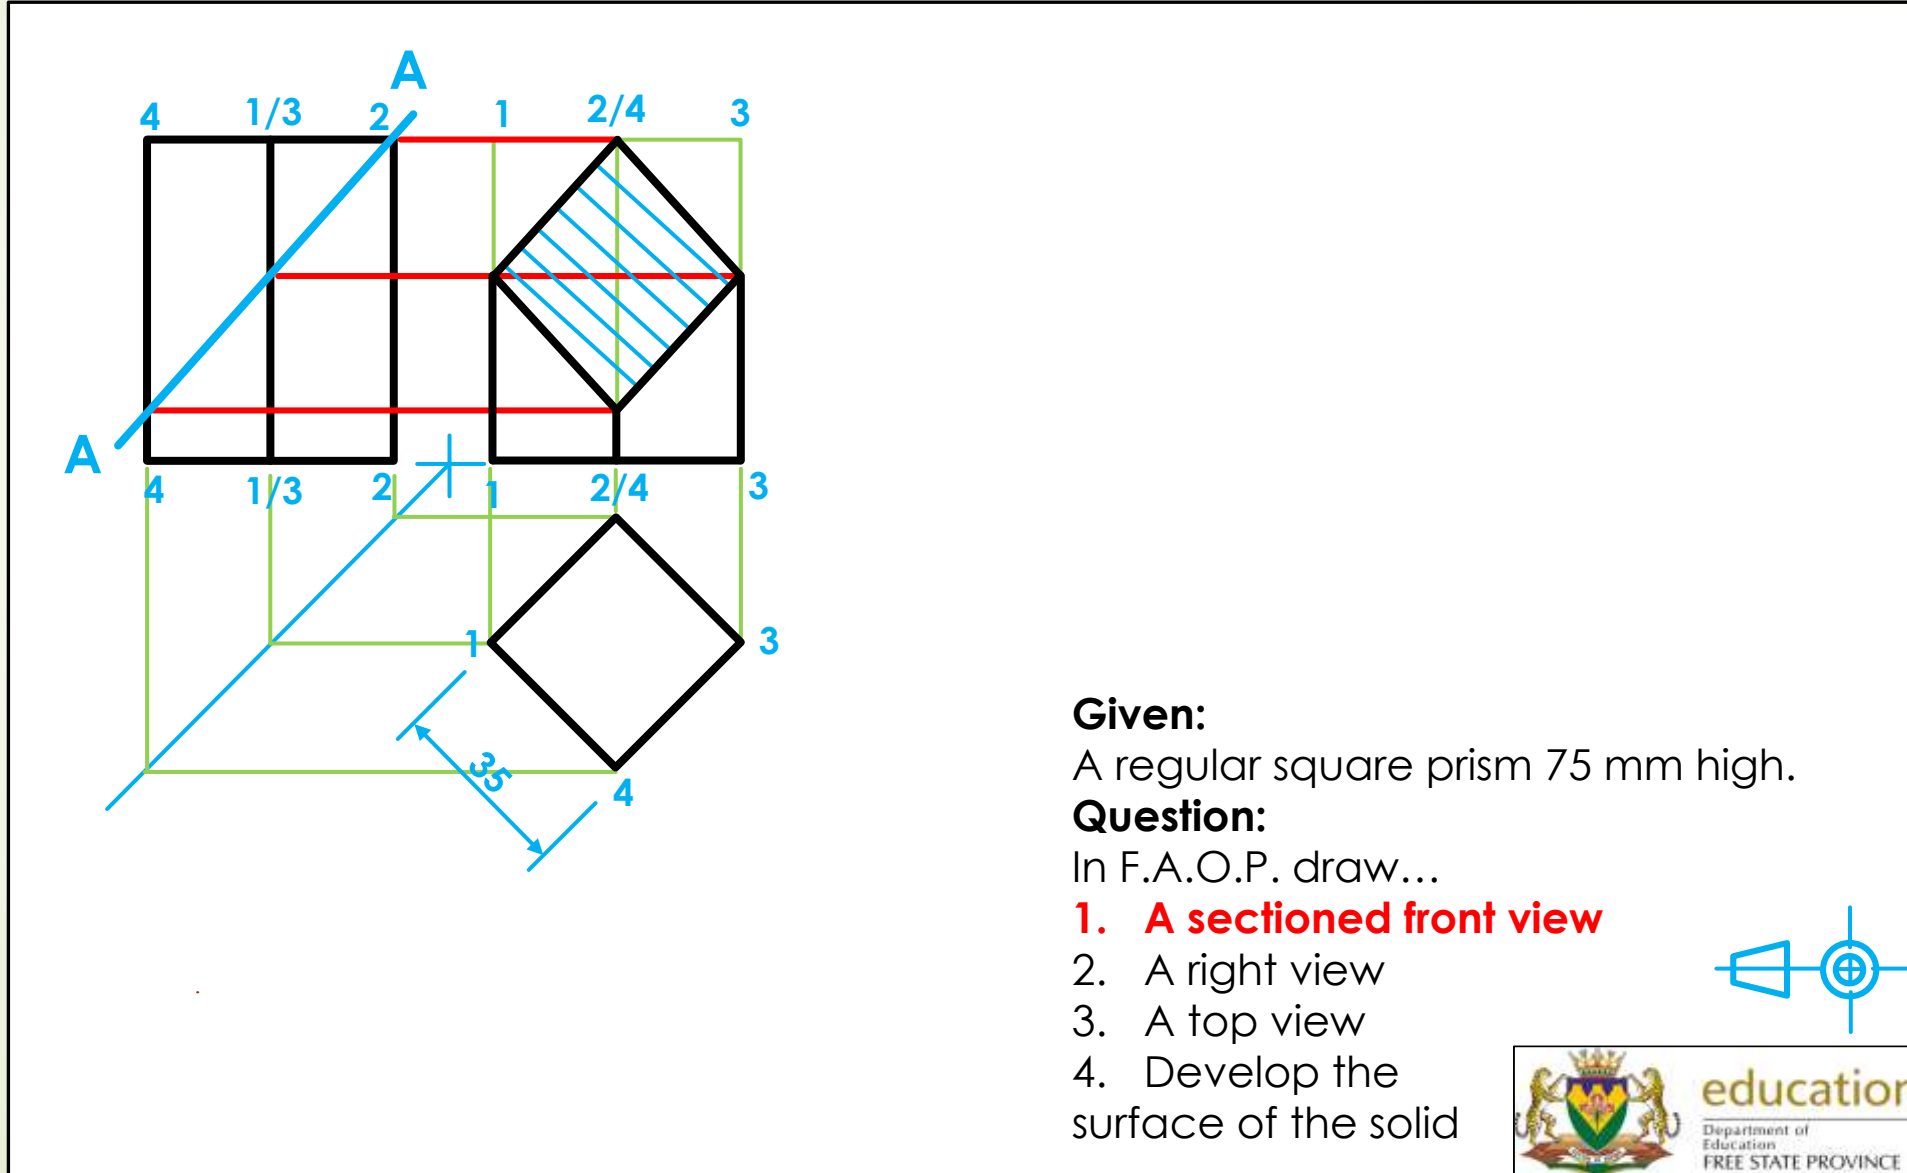 A
4 1/3 2 1 2/4 3
A
4 1/3 2 1 2/4 3
1 3
35
4
Given:
A regular square prism 75 mm high.
Question:
In F.A.O.P. draw…
1. A sectioned front view
2. A right view
3. A top view
4. Develop the
surface of the solid
education
Department of
Education
FREE STATE PROVINCE